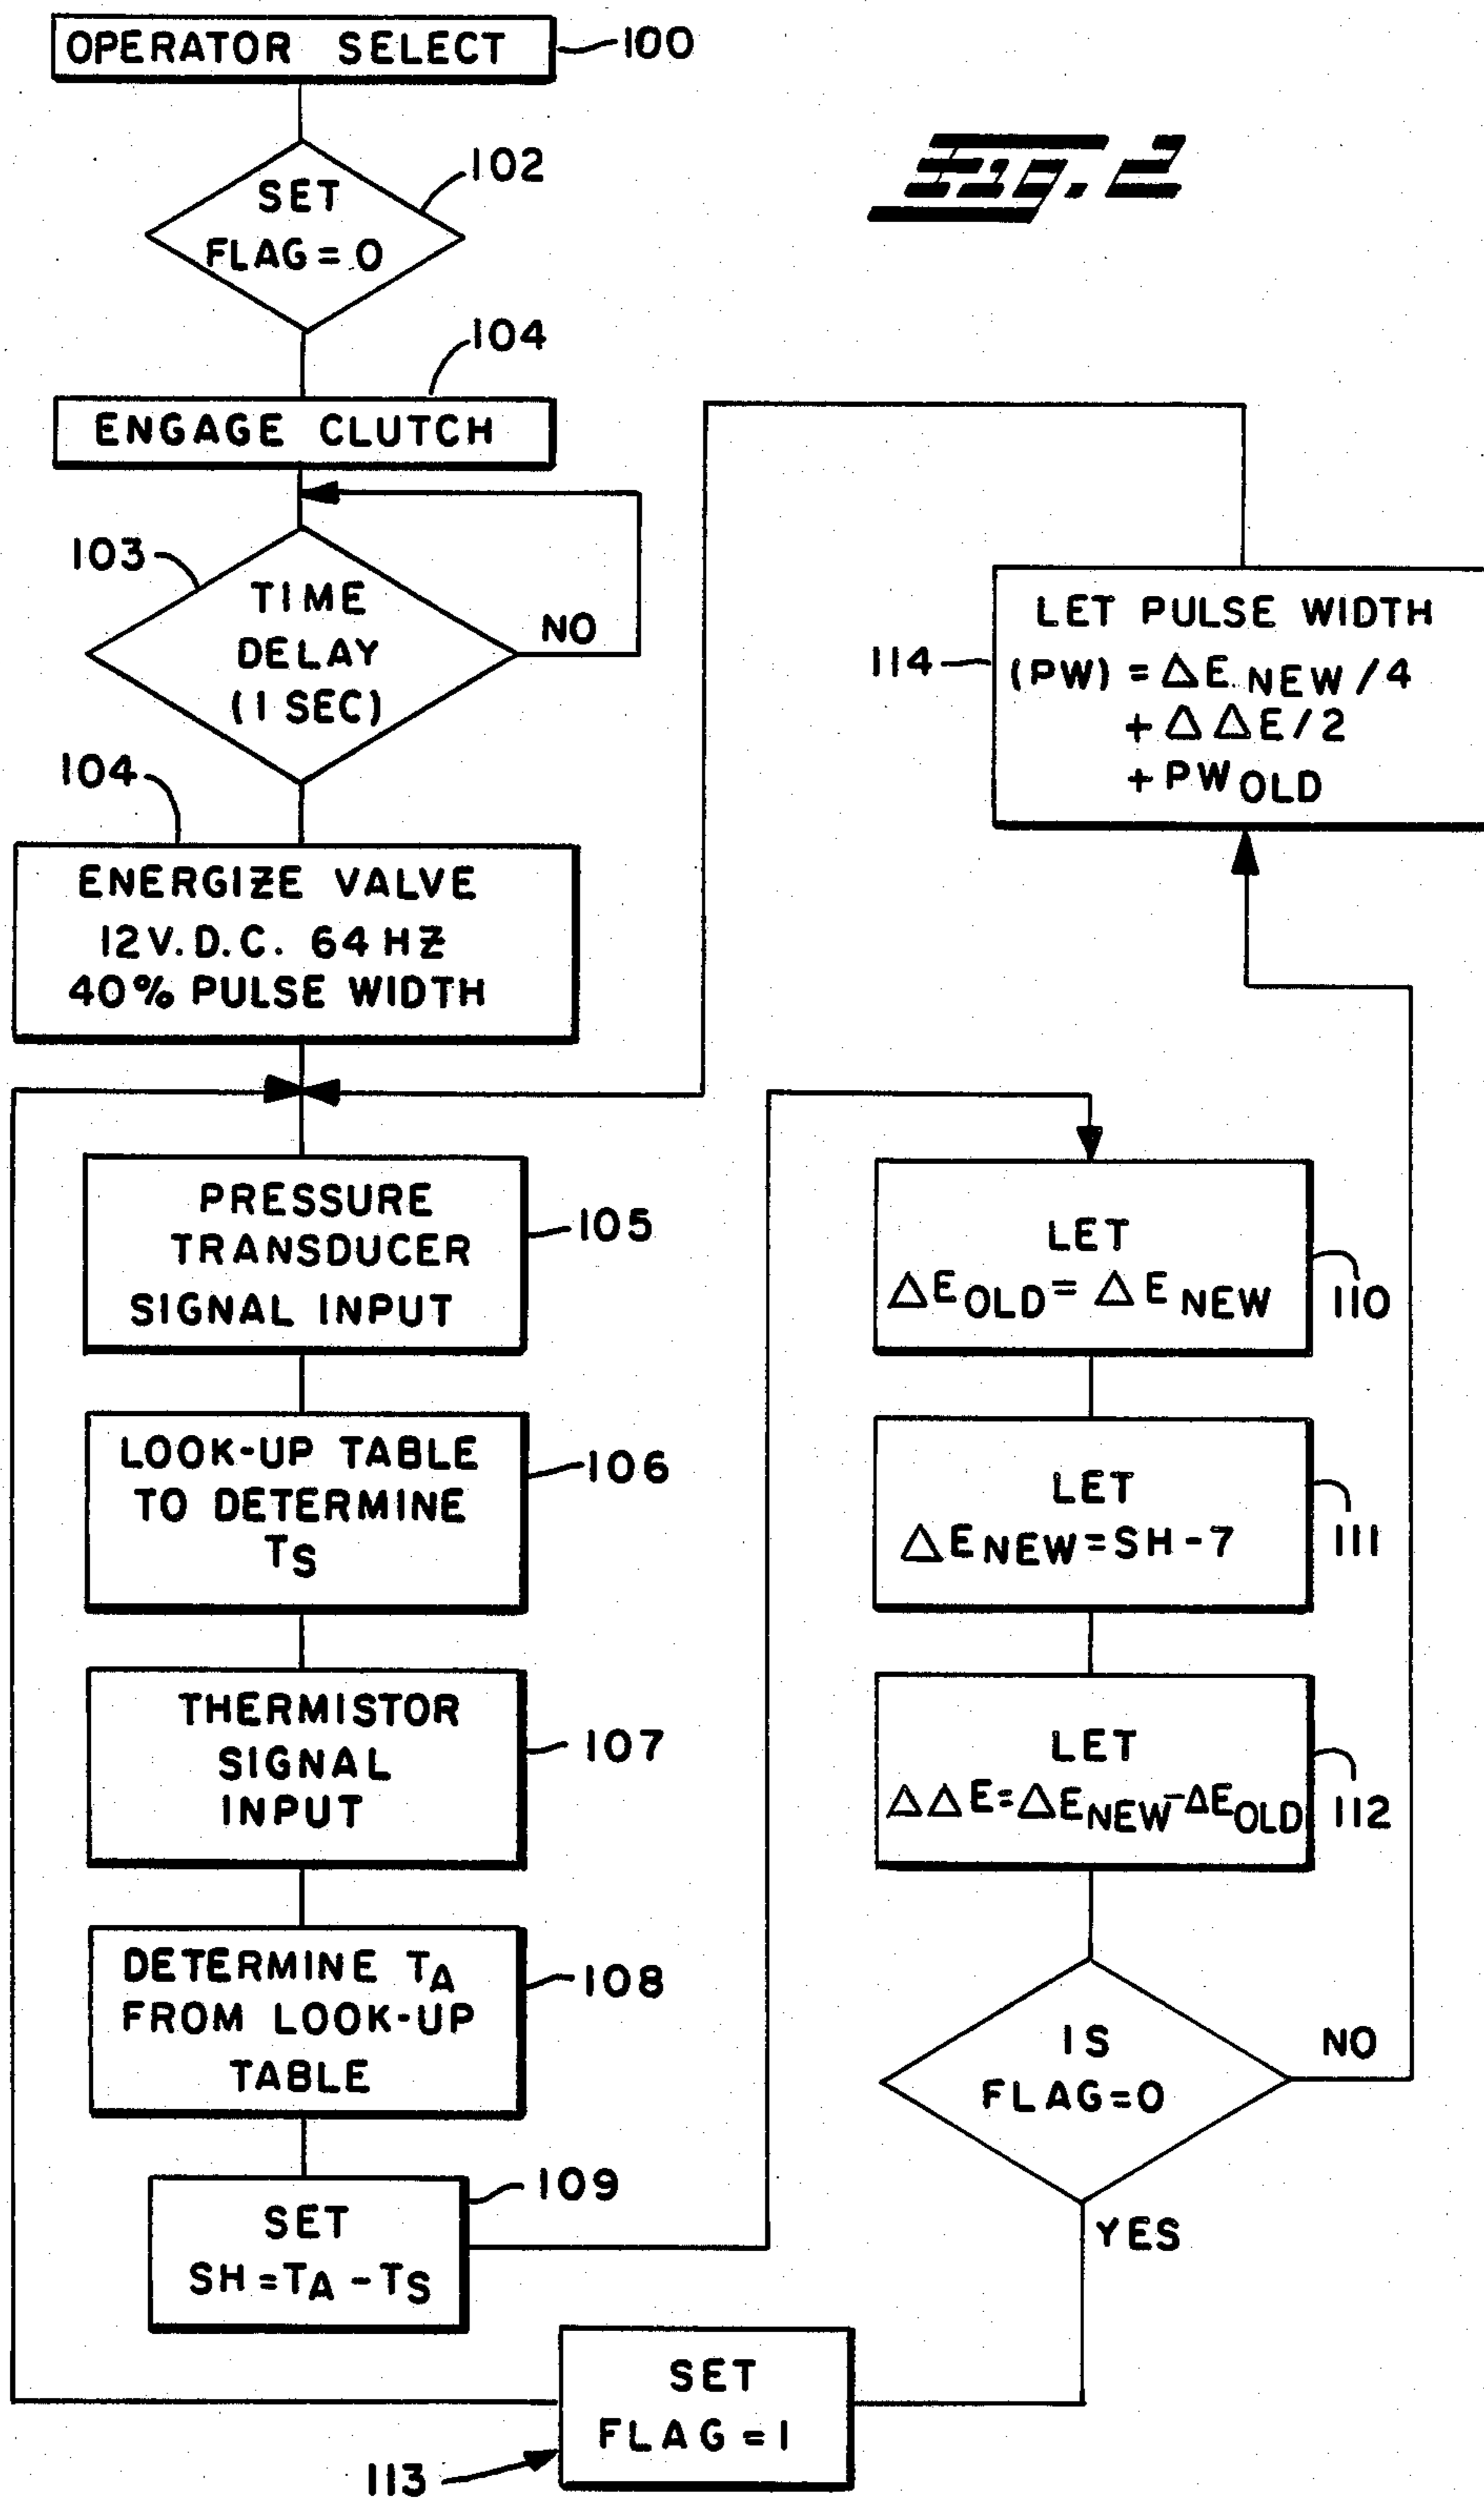 OPERATOR SELECT
100
Fig. 2
SET
FLAG = 0
102
104
ENGAGE CLUTCH
103
TIME
DELAY
(1 SEC)
NO
104
ENERGIZE VALVE
12V. D.C. 64 HZ
40% PULSE WIDTH
PRESSURE
TRANSDUCER
SIGNAL INPUT
105
LOOK-UP TABLE
TO DETERMINE
TS
106
THERMISTOR
SIGNAL
INPUT
107
DETERMINE TA
FROM LOOK-UP
TABLE
108
SET
SH = TA - TS
109
LET
ΔE OLD = ΔE NEW
110
LET
ΔE NEW = SH - 7
111
LET
ΔΔE = ΔE NEW - ΔE OLD
112
IS
FLAG = 0
NO
YES
SET
FLAG = 1
113
LET PULSE WIDTH
(PW) = ΔE NEW / 4
+ ΔΔE / 2
+ PW OLD
114